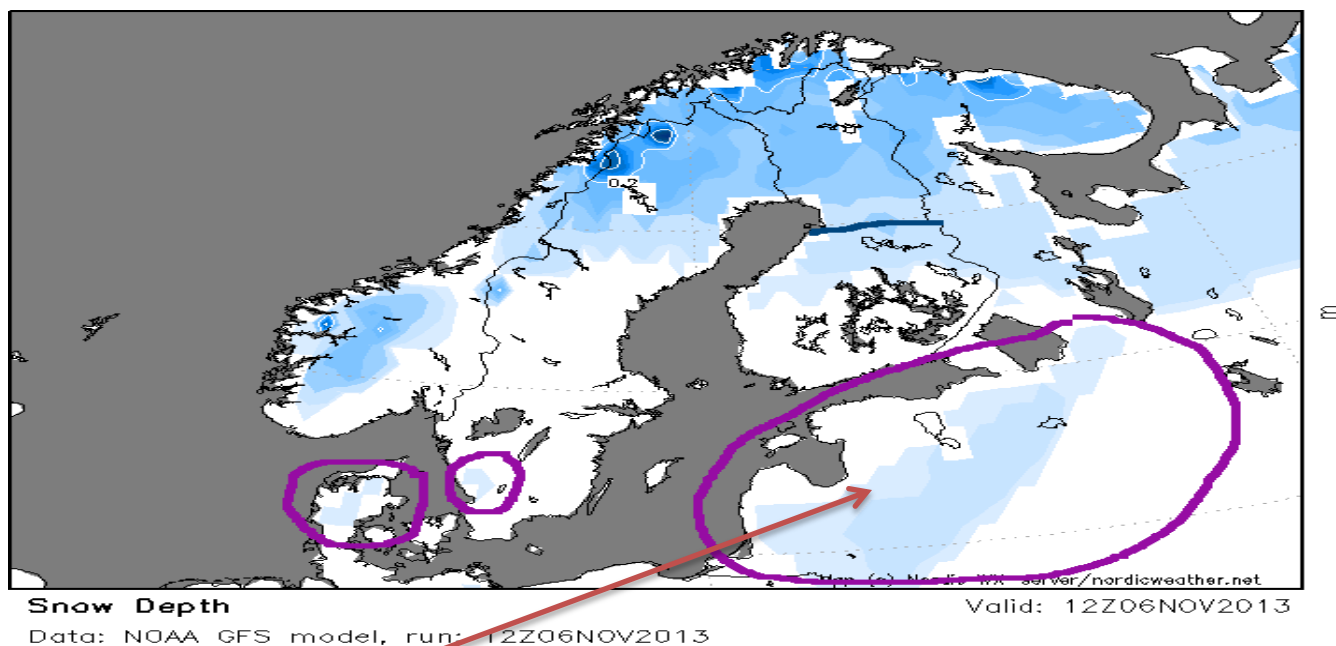 0.2
m
Map (c) Nordic WX server/nordicweather.net
Snow Depth
Valid: 12Z06NOV2013
Data: NOAA GFS model, run: 12Z06NOV2013